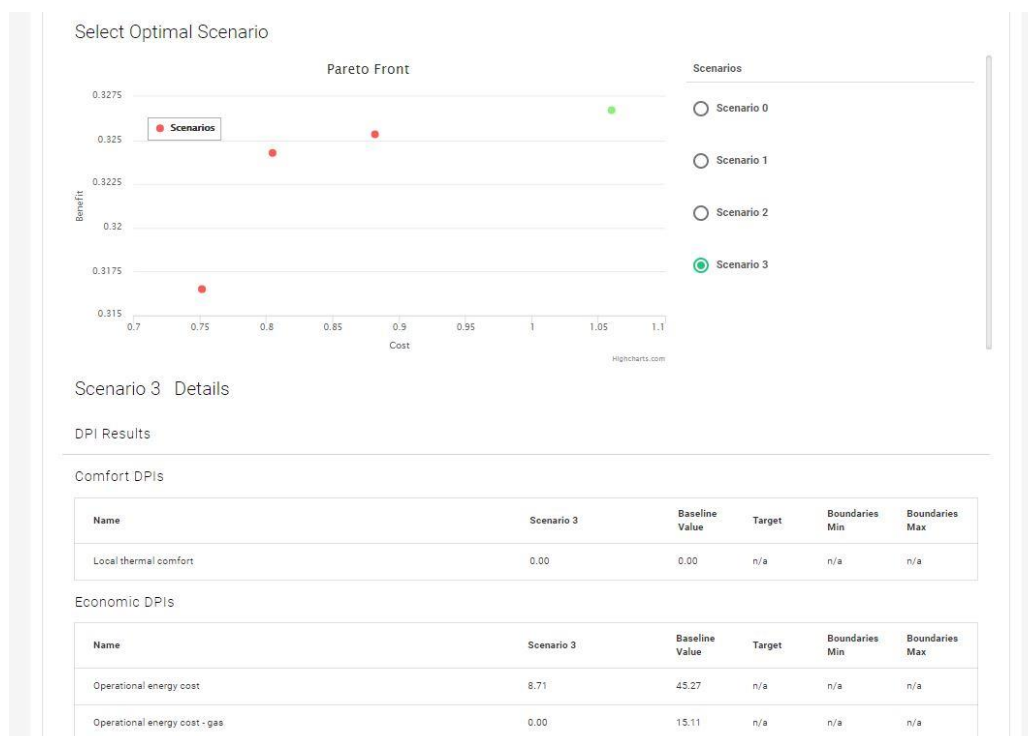 Select Optimal Scenario
Pareto Front
0.3275
0.325
0.3225
0.32
0.3175
0.315
Benefit
Scenarios
0.7 0.75 0.8 0.85 0.9 0.95 1 1.05 1.1
Cost
Highcharts.com
Scenarios
Scenario 0
Scenario 1
Scenario 2
Scenario 3
Scenario 3 Details
DPI Results
Comfort DPIs
Name Scenario 3 Baseline Value Target Boundaries Min Boundaries Max
Local thermal comfort 0.00 0.00 n/a n/a n/a
Economic DPIs
Name Scenario 3 Baseline Value Target Boundaries Min Boundaries Max
Operational energy cost 8.71 45.27 n/a n/a n/a
Operational energy cost - gas 0.00 15.11 n/a n/a n/a